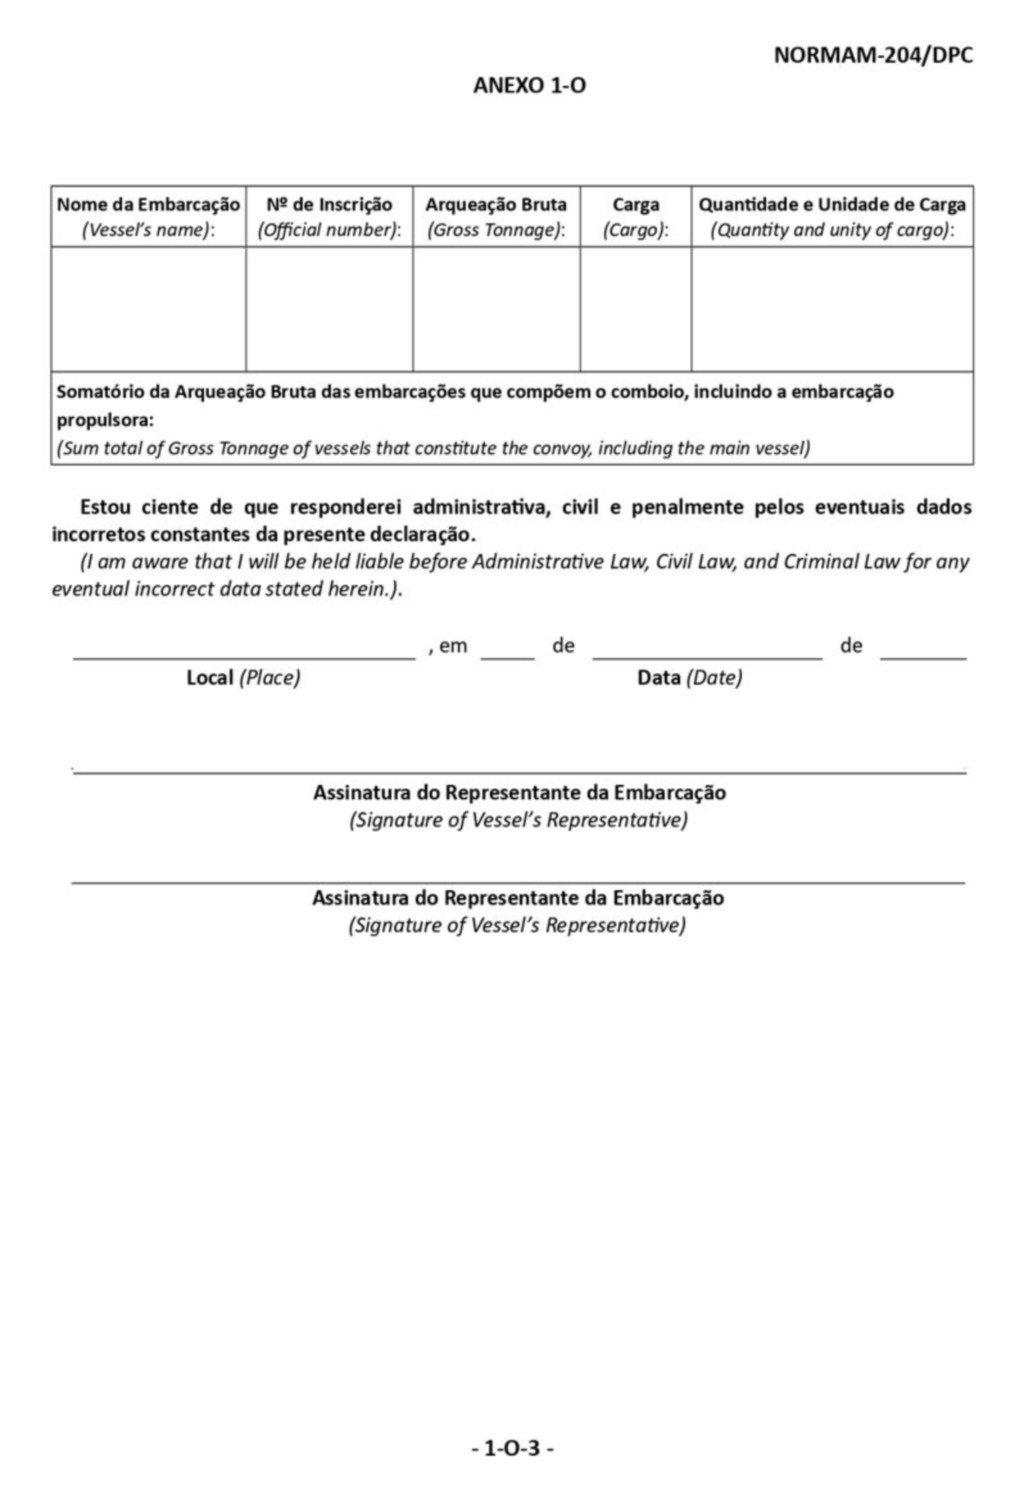 NORMAM-204/DPC
ANEXO 1-O
Nome da Embarcação
(Vessel's name):
Nº de Inscrição
(Official number):
Arqueação Bruta
(Gross Tonnage):
Carga
(Cargo):
Quantidade e Unidade de Carga
(Quantity and unity of cargo):
Somatório da Arqueação Bruta das embarcações que compõem o comboio, incluindo a embarcação
propulsora:
(Sum total of Gross Tonnage of vessels that constitute the convoy, including the main vessel)
Estou ciente de que responderei administrativa, civil e penalmente pelos eventuais dados
incorretos constantes da presente declaração.
(I am aware that I will be held liable before Administrative Law, Civil Law, and Criminal Law for any
eventual incorrect data stated herein.).
, em de de
Local (Place) Data (Date)
Assinatura do Representante da Embarcação
(Signature of Vessel's Representative)
Assinatura do Representante da Embarcação
(Signature of Vessel's Representative)
- 1-O-3 -